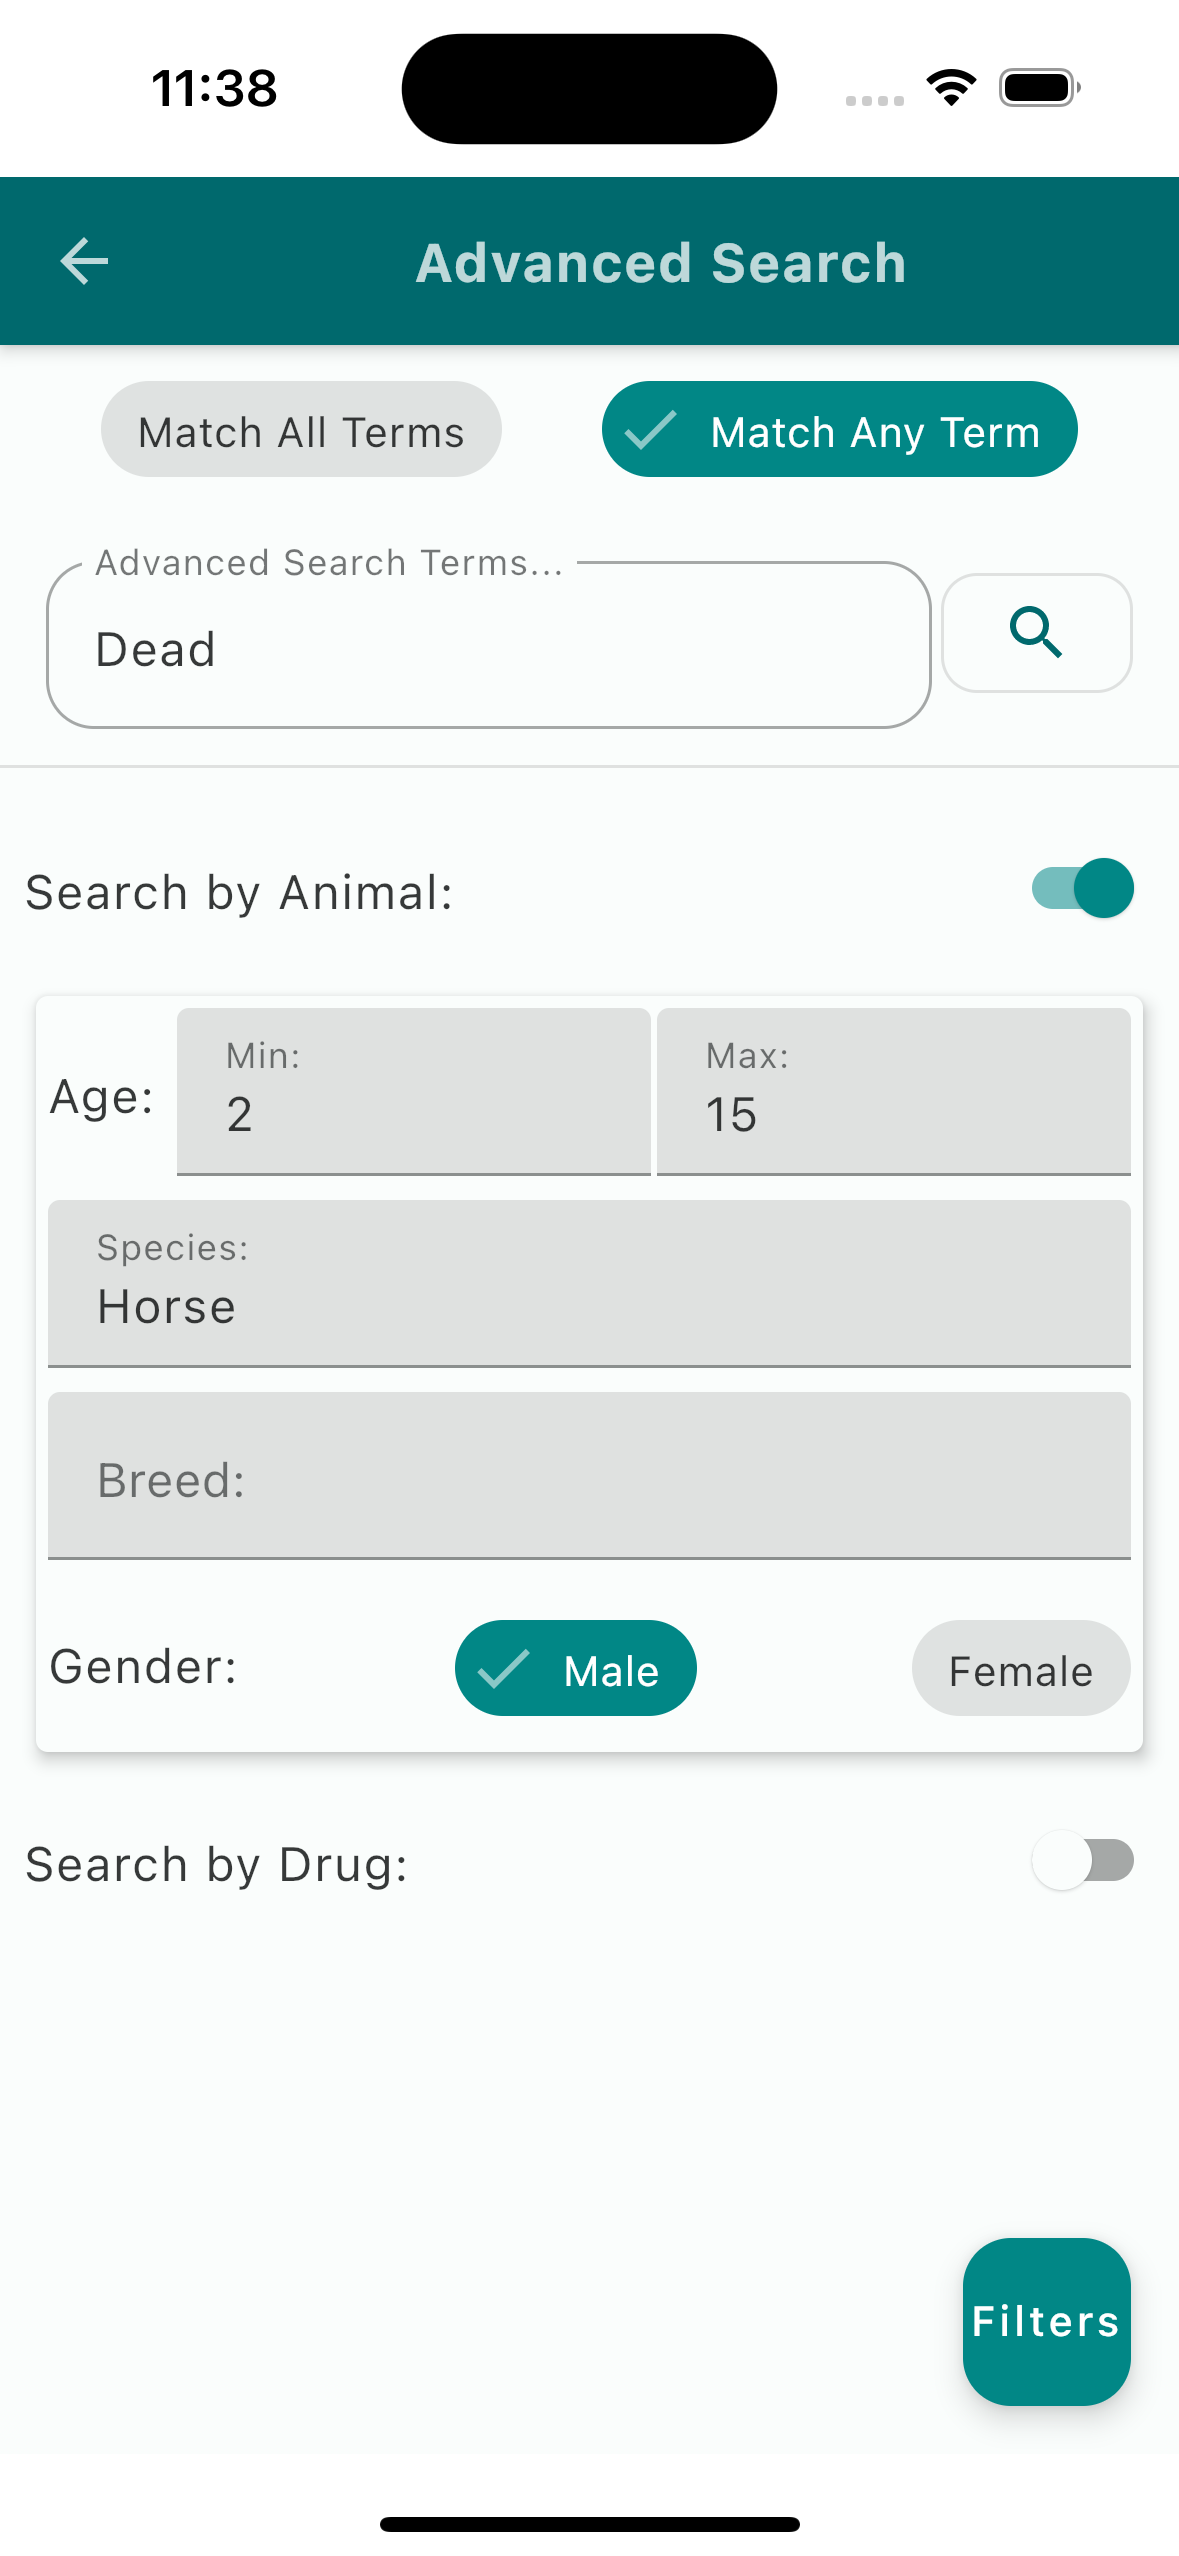 11:38
Advanced Search
Match All Terms
Match Any Term
Advanced Search Terms...
Dead
Search by Animal:
Age:
Min:
2
Max:
15
Species:
Horse
Breed:
Gender:
Male
Female
Search by Drug:
Filters